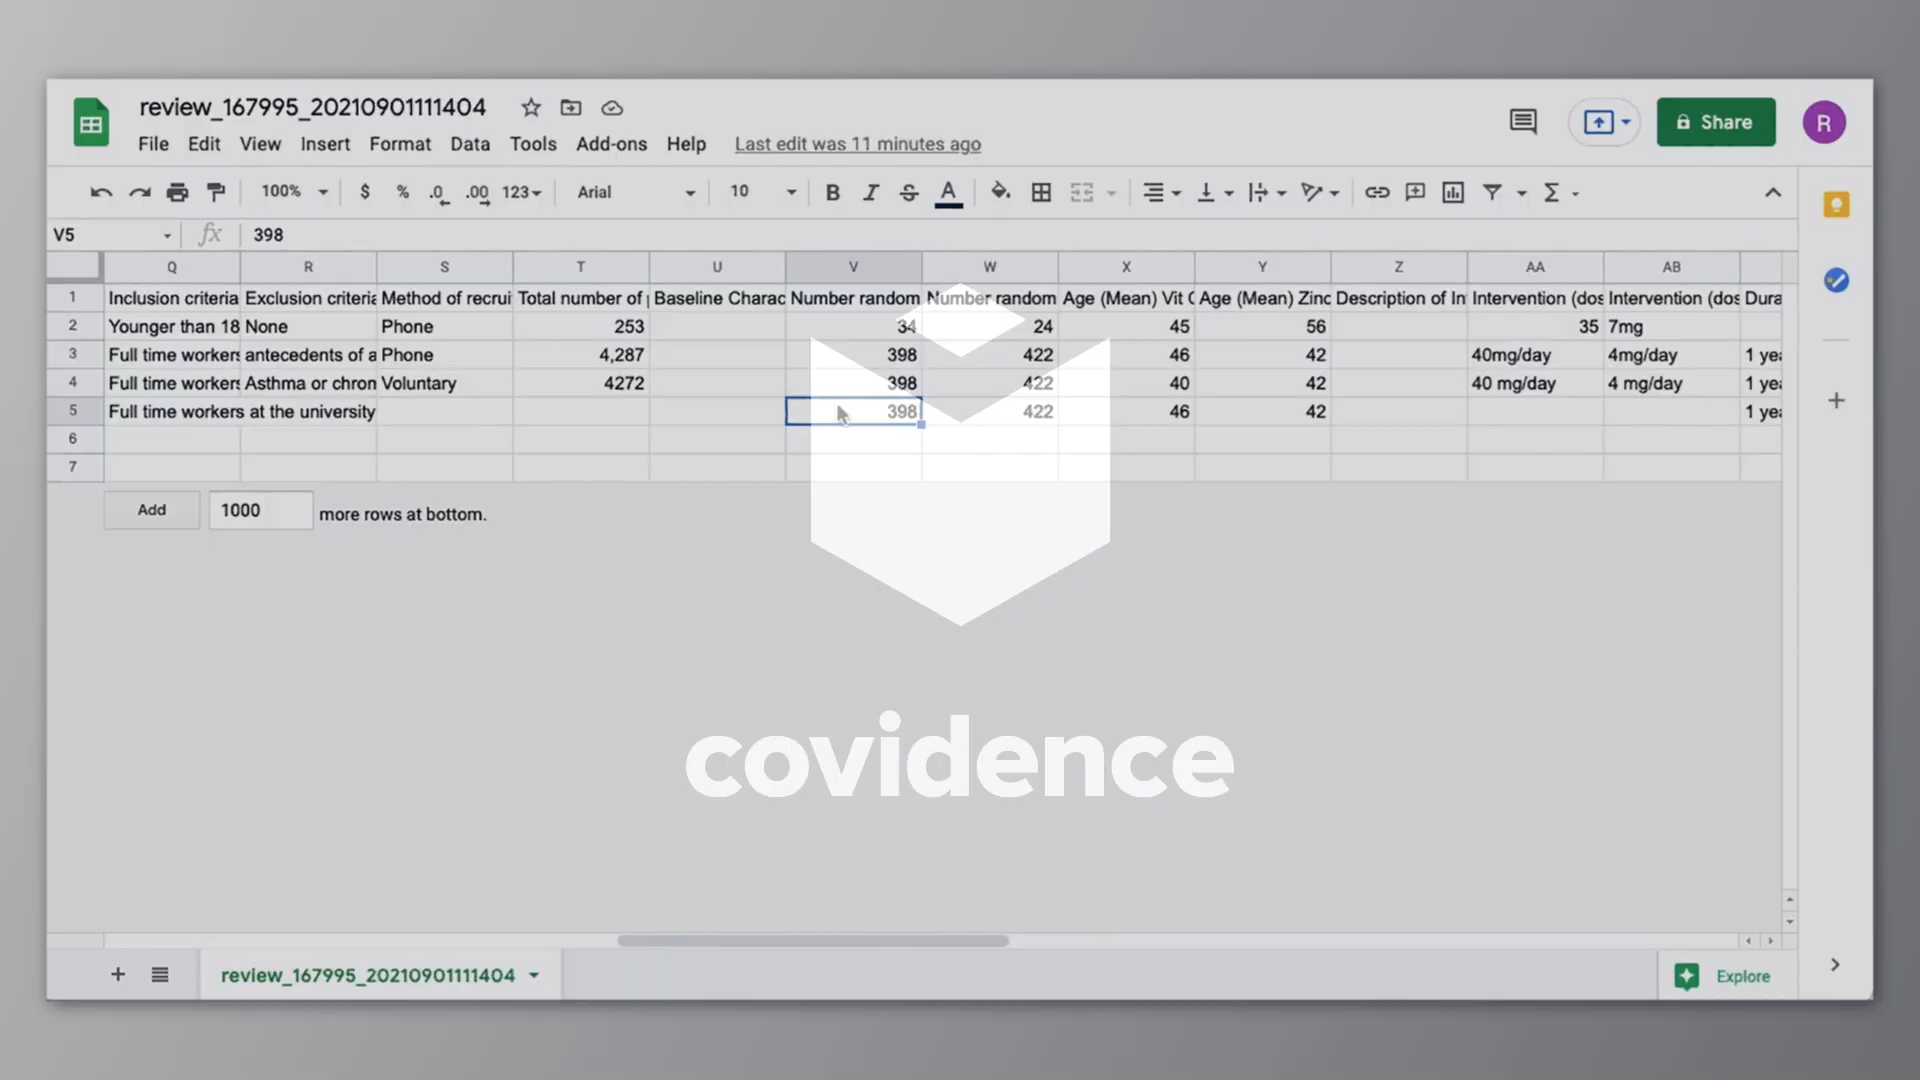 review_167995_20210901111404
Share
R
File Edit View Insert Format Data Tools Add-ons Help Last edit was 11 minutes ago
100% $ % .0 .00 123 Arial 10 B I S A
V5 fx 398
Q R S T U V W X Y Z AA AB
1 Inclusion criteria Exclusion criteria Method of recrui Total number of Baseline Charac Number random Number random Age (Mean) Vit C Age (Mean) Zinc Description of In Intervention (dos Intervention (dos Dura
2 Younger than 18 None Phone 253 34 24 45 56 35 7mg
3 Full time workers antecedents of a Phone 4,287 398 422 46 42 40mg/day 4mg/day 1 yea
4 Full time workers Asthma or chron Voluntary 4272 398 422 40 42 40 mg/day 4 mg/day 1 yea
5 Full time workers at the university 398 422 46 42 1 yea
6
7
Add 1000 more rows at bottom.
covidence
review_167995_20210901111404
Explore